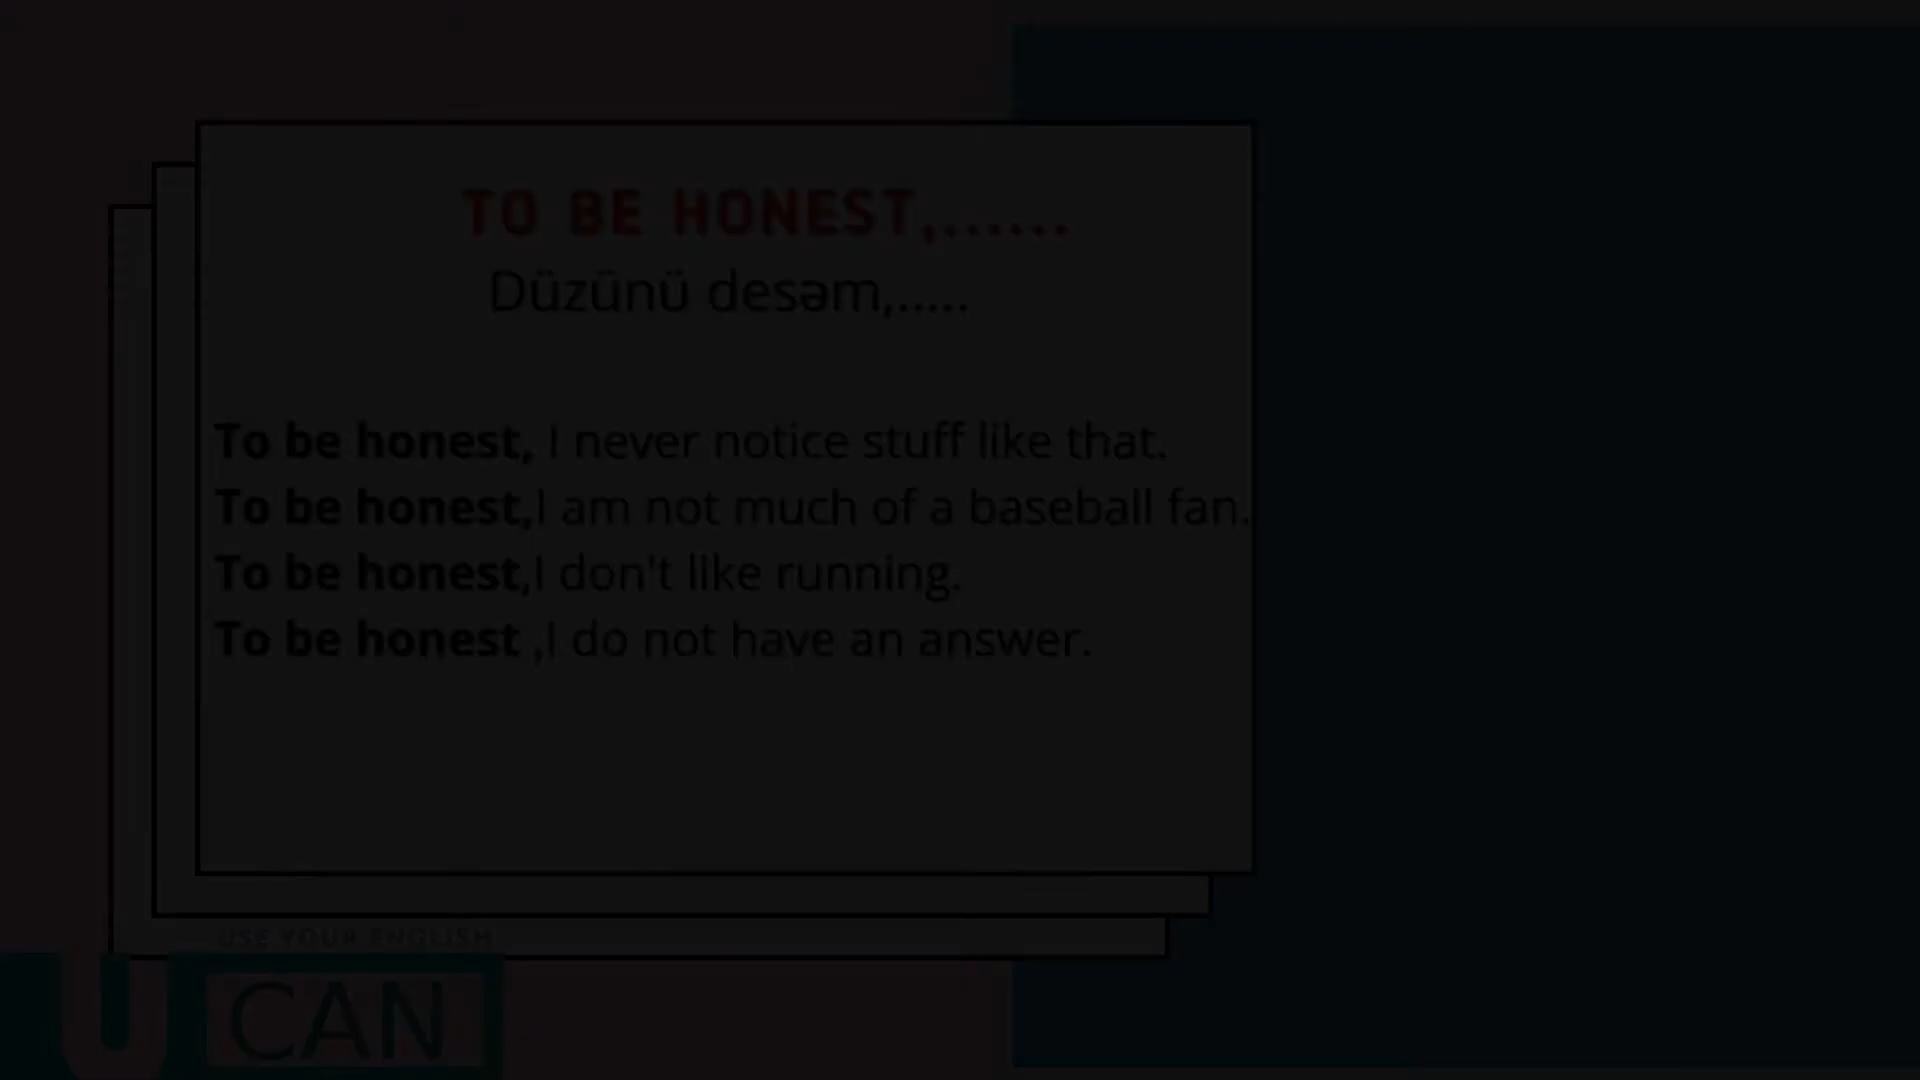 TO BE HONEST,......
Düzünü desəm,.....
To be honest, I never notice stuff like that.
To be honest,I am not much of a baseball fan.
To be honest,I don't like running.
To be honest ,I do not have an answer.
USE YOUR ENGLISH
U CAN